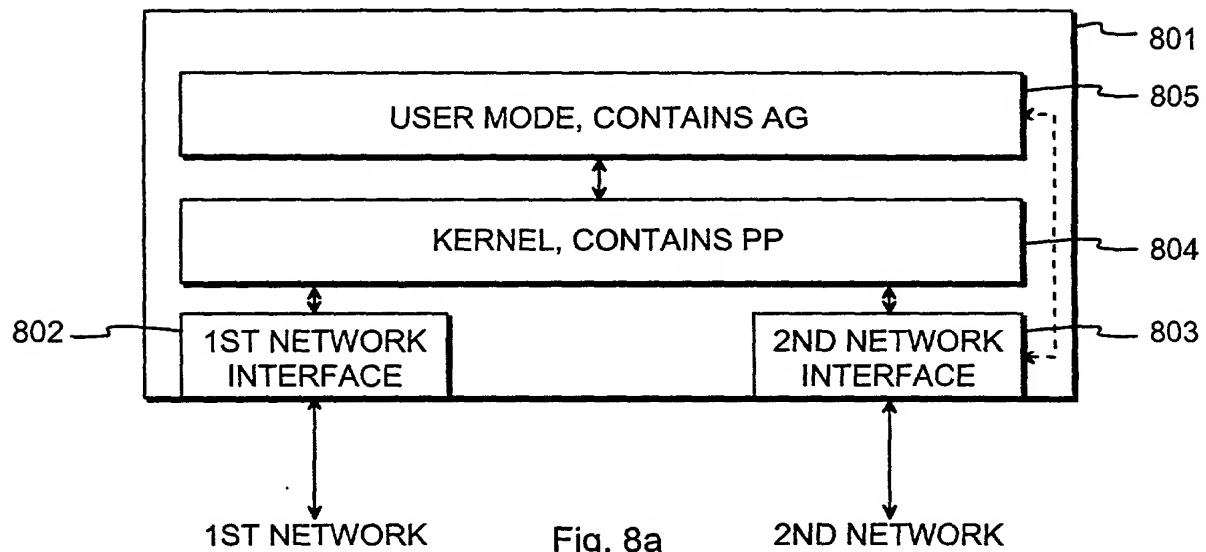 801
USER MODE, CONTAINS AG
805
KERNEL, CONTAINS PP
804
802
1ST NETWORK
INTERFACE
2ND NETWORK
INTERFACE
803
1ST NETWORK
Fig. 8a
2ND NETWORK